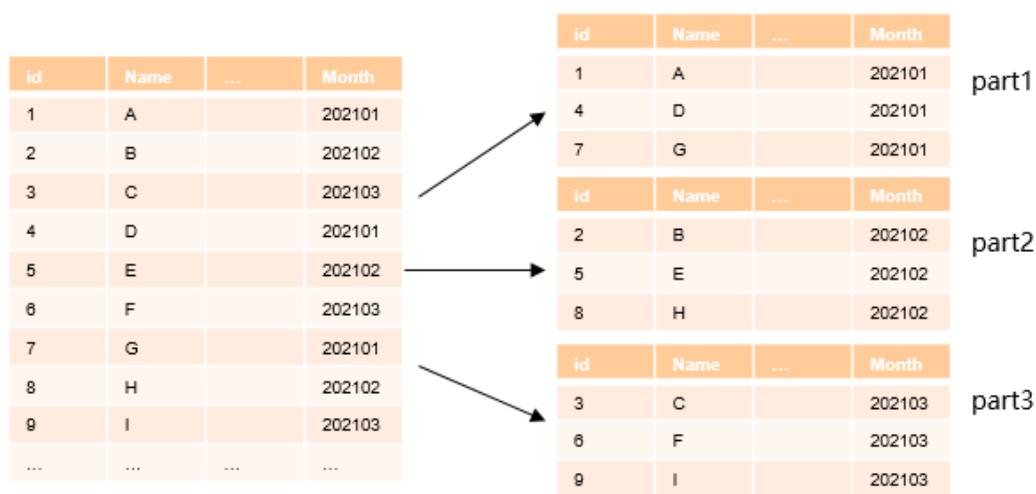 id Name ... Month
1 A 202101
2 B 202102
3 C 202103
4 D 202101
5 E 202102
6 F 202103
7 G 202101
8 H 202102
9 I 202103
... ... ... ...
id Name ... Month
1 A 202101
4 D 202101
7 G 202101
part1
id Name ... Month
2 B 202102
5 E 202102
8 H 202102
part2
id Name ... Month
3 C 202103
6 F 202103
9 I 202103
part3